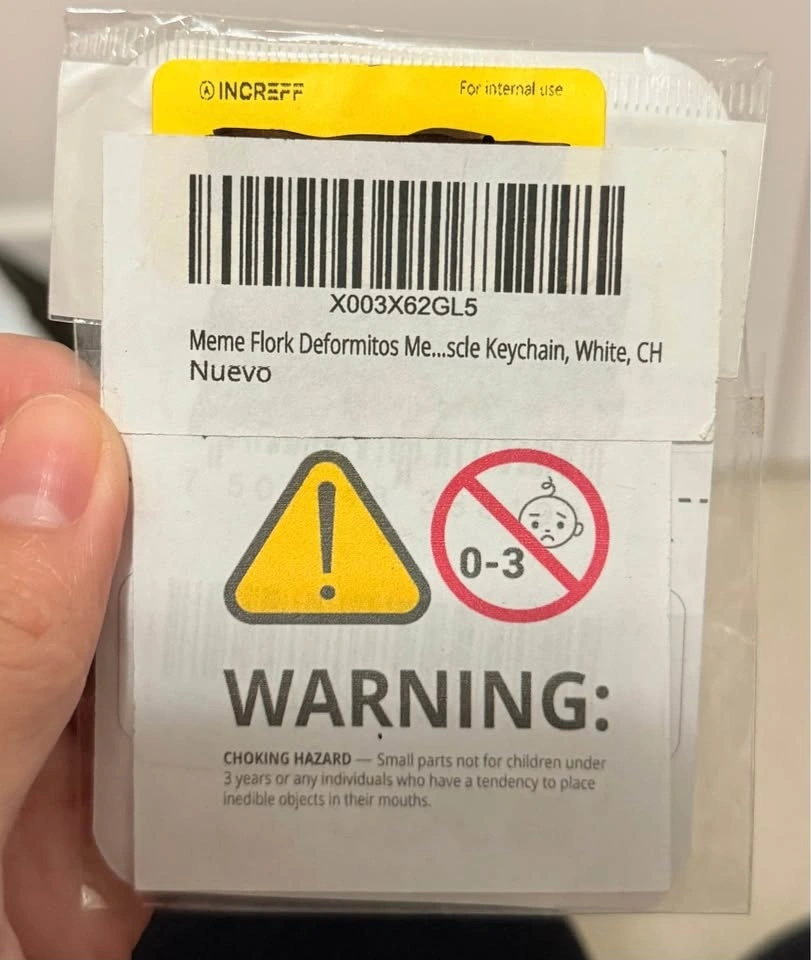 INCREFF For internal use
X003X62GL5
Meme Flork Deformitos Me...scle Keychain, White, CH
Nuevo
0-3
WARNING:
CHOKING HAZARD — Small parts not for children under
3 years or any individuals who have a tendency to place
inedible objects in their mouths.